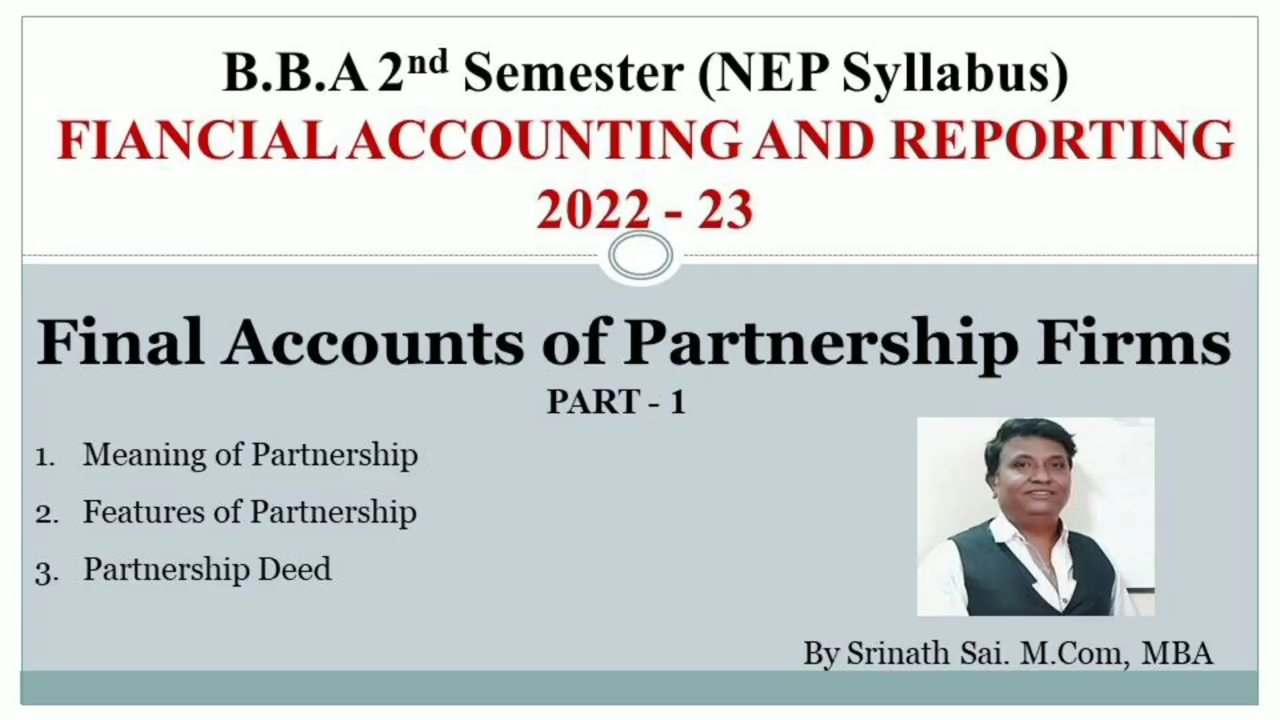 B.B.A 2nd Semester (NEP Syllabus)
FIANCIAL ACCOUNTING AND REPORTING
2022 - 23
Final Accounts of Partnership Firms
PART - 1
1. Meaning of Partnership
2. Features of Partnership
3. Partnership Deed
By Srinath Sai. M.Com, MBA